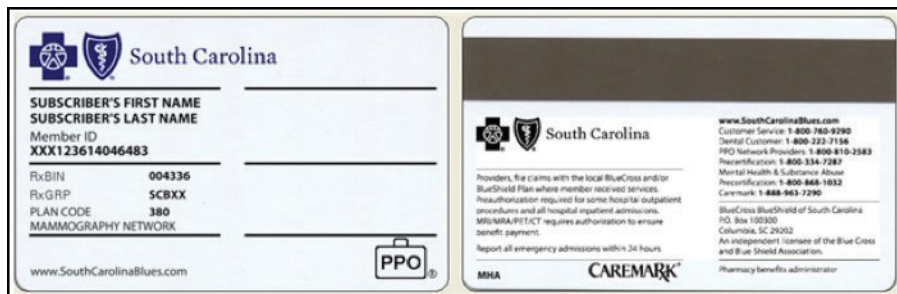 South Carolina
SUBSCRIBER'S FIRST NAME
SUBSCRIBER'S LAST NAME
Member ID
XXX123614046483
RxBIN 004336
RxGRP SCBXX
PLAN CODE 380
MAMMOGRAPHY NETWORK
www.SouthCarolinaBlues.com
PPO®
South Carolina
Providers, file claims with the local BlueCross and/or
BlueShield Plan where member received services.
Preauthorization required for some hospital outpatient
procedures and all hospital inpatient admissions.
MRI/MRA/PET/CT requires authorization to ensure
benefit payment.
Report all emergency admissions within 24 hours.
MHA CAREMARK®
www.SouthCarolinaBlues.com
Customer Service: 1-800-760-9290
Dental Customer: 1-800-222-7156
PPO Network Providers: 1-800-810-2583
Precertification: 1-800-334-7287
Mental Health & Substance Abuse
Precertification: 1-800-868-1032
Caremark: 1-888-963-7290
BlueCross BlueShield of South Carolina
P.O. Box 100300
Columbia, SC 29202
An independent licensee of the Blue Cross
and Blue Shield Association.
Pharmacy benefits administrator